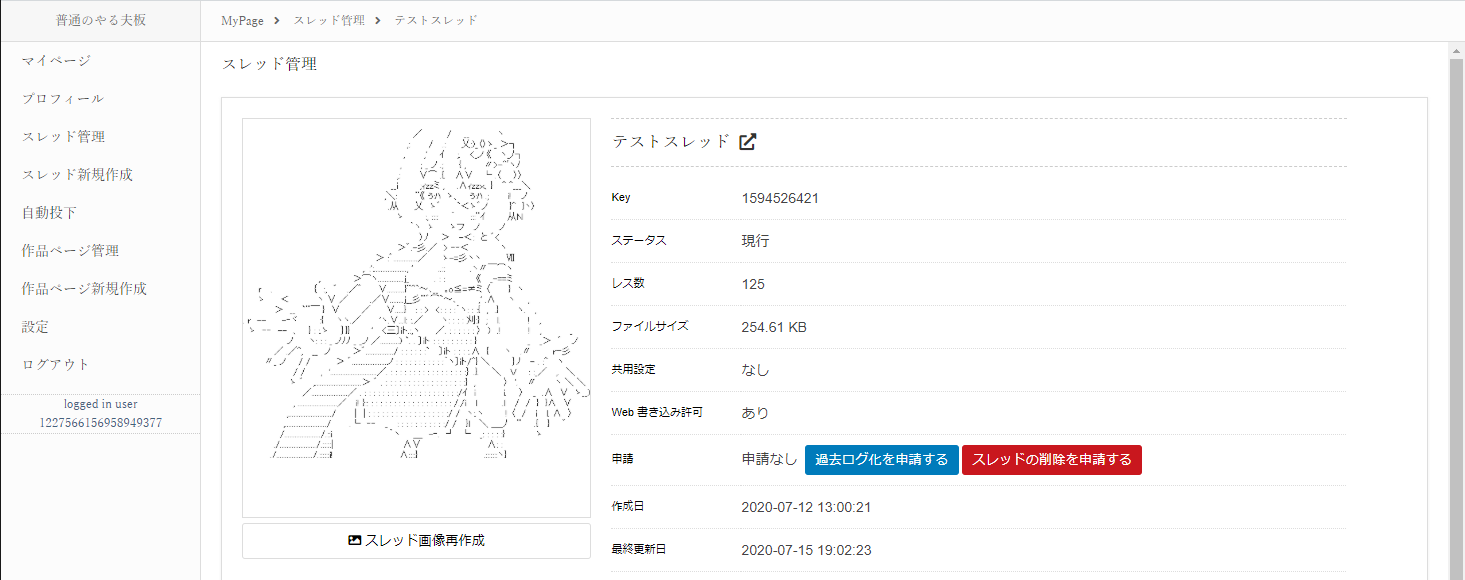 普通のやる夫板
MyPage スレッド管理 テストスレッド
マイページ
プロフィール
スレッド管理
スレッド新規作成
自動投下
作品ページ管理
作品ページ新規作成
設定
ログアウト
logged in user
1227566156958949377
スレッド管理
スレッド画像再作成
テストスレッド
Key 1594526421
ステータス 現行
レス数 125
ファイルサイズ 254.61 KB
共用設定 なし
Web 書き込み許可 あり
申請 申請なし 過去ログ化を申請する スレッドの削除を申請する
作成日 2020-07-12 13:00:21
最終更新日 2020-07-15 19:02:23